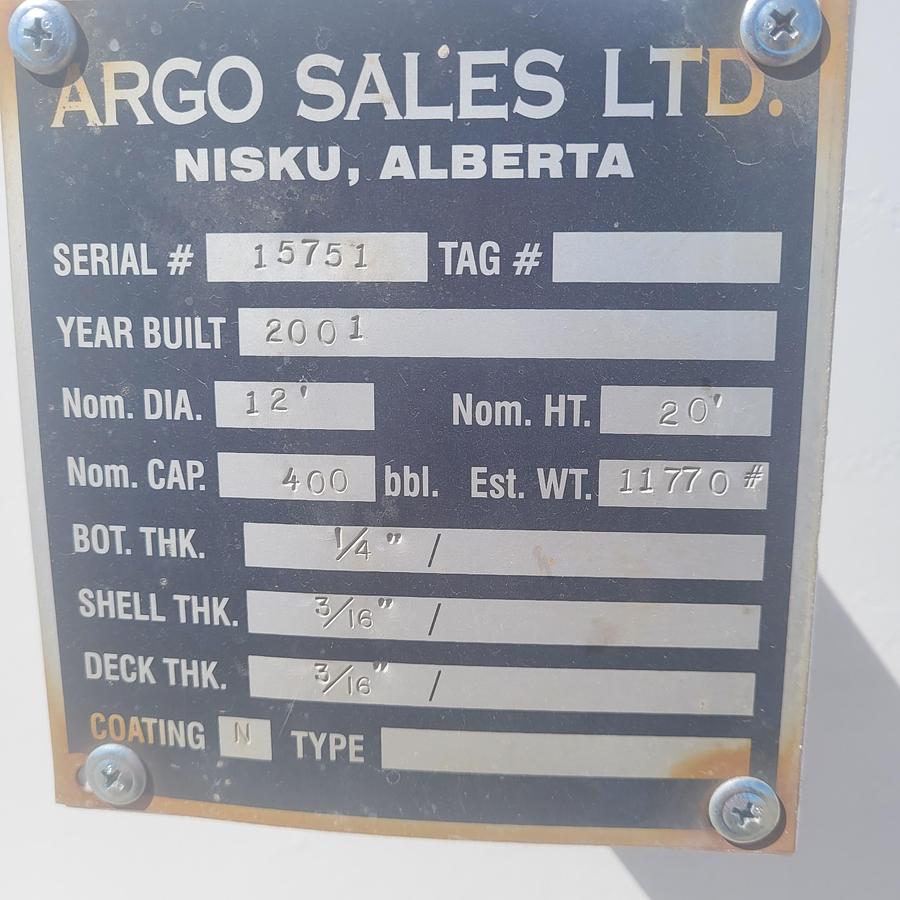 ARGO SALES LTD.
NISKU, ALBERTA
SERIAL # 15751 TAG #
YEAR BUILT 2001
Nom. DIA. 12' Nom. HT. 20'
Nom. CAP. 400 bbl. Est. WT. 11770 #
BOT. THK. 1/4" /
SHELL THK. 3/16" /
DECK THK. 3/16" /
COATING N TYPE